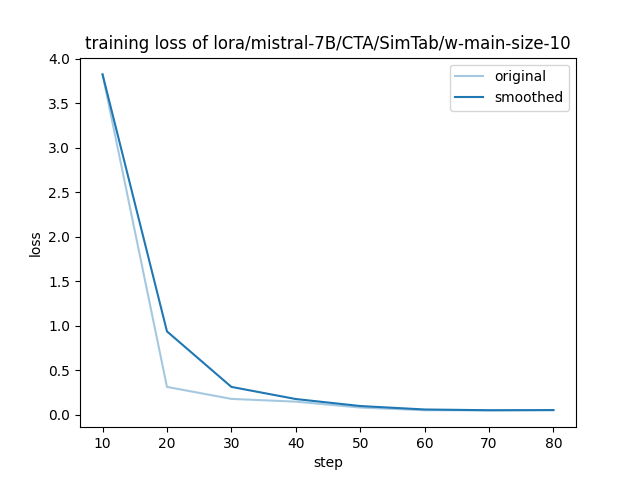 training loss of lora/mistral-7B/CTA/SimTab/w-main-size-10
original
smoothed
4.0
3.5
3.0
2.5
2.0
1.5
1.0
0.5
0.0
loss
10 20 30 40 50 60 70 80
step